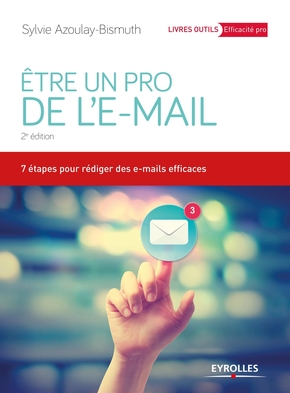 Sylvie Azoulay-Bismuth
LIVRES OUTILS Efficacité pro
ÊTRE UN PRO
DE L'E-MAIL
2e édition
7 étapes pour rédiger des e-mails efficaces
3
EYROLLES